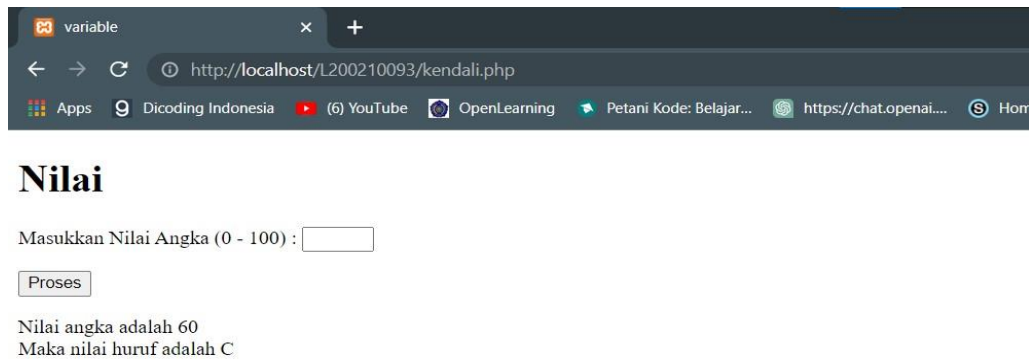 variable
http://localhost/L200210093/kendali.php
Apps Dicoding Indonesia (6) YouTube OpenLearning Petani Kode: Belajar... https://chat.openai.... Hom
Nilai
Masukkan Nilai Angka (0 - 100) :
Proses
Nilai angka adalah 60
Maka nilai huruf adalah C